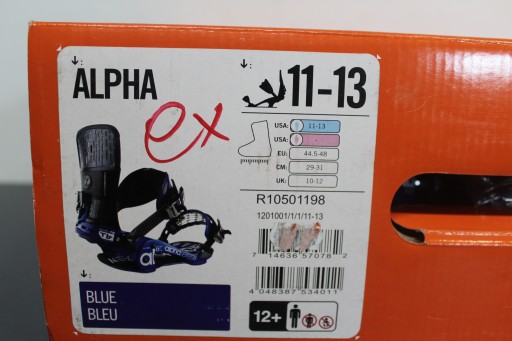 ALPHA
ex
11-13
USA: 11-13
USA: -
EU: 44.5-48
CM: 29-31
UK: 10-12
R10501198
1201001/1/1/11-13
7 14636 57078 2
4 048387 534011
BLUE
BLEU
12+